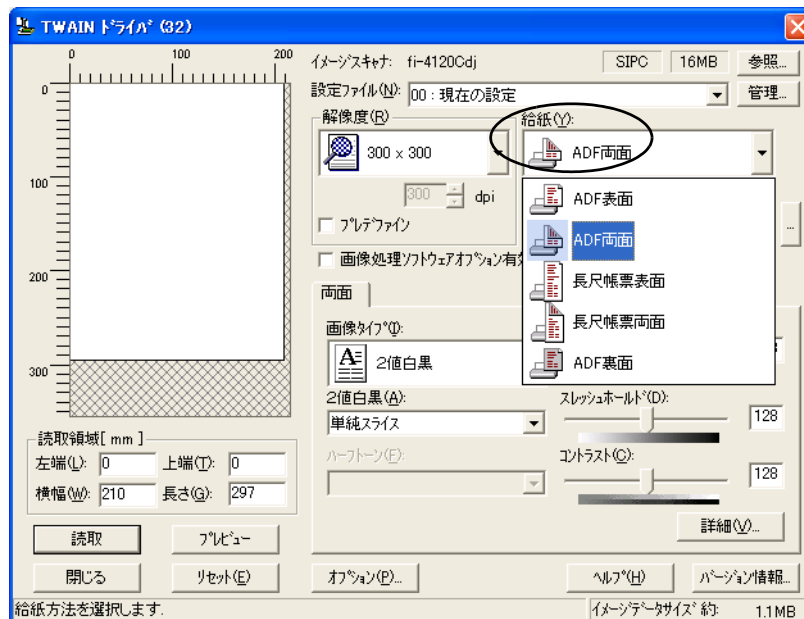 TWAIN ﾄﾞﾗｲﾊﾞ (32)
0 100 200
0
100
200
300
ｲﾒｰｼﾞｽｷｬﾅ: fi-4120Cdj SIPC 16MB 参照...
設定ﾌｧｲﾙ(N): 00 : 現在の設定 管理...
解像度(R)
300 × 300
300 dpi
ﾌﾟﾚﾃﾞﾌｧｲﾝ
給紙(Y):
ADF両面
ADF表面
ADF両面
長尺帳票表面
長尺帳票両面
ADF裏面
...
画像処理ｿﾌﾄｳｪｱｵﾌﾟｼｮﾝ有効
両面
画像ﾀｲﾌﾟ(I):
2値白黒
2値白黒(A):
単純ｽﾗｲｽ
ﾊｰﾌﾄｰﾝ(F):
ｽﾚｯｼｭﾎｰﾙﾄﾞ(D):
128
ｺﾝﾄﾗｽﾄ(C):
128
詳細(V)...
読取領域[ mm ]
左端(L): 0 上端(T): 0
横幅(W): 210 長さ(G): 297
読取 ﾌﾟﾚﾋﾞｭｰ
閉じる ﾘｾｯﾄ(E) ｵﾌﾟｼｮﾝ(P)... ﾍﾙﾌﾟ(H) ﾊﾞｰｼﾞｮﾝ情報...
給紙方法を選択します. ｲﾒｰｼﾞﾃﾞｰﾀｻｲｽﾞ 約: 1.1MB